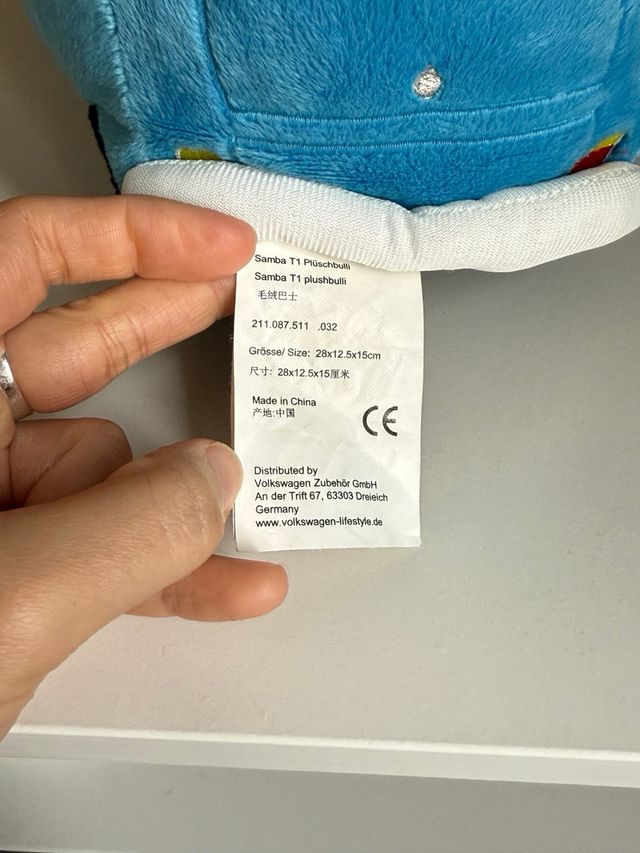 Samba T1 Plüschbulli
Samba T1 plushbulli
毛绒巴士
211.087.511 .032
Grösse/ Size: 28x12.5x15cm
尺寸: 28x12.5x15厘米
Made in China
产地:中国
CE
Distributed by
Volkswagen Zubehör GmbH
An der Trift 67, 63303 Dreieich
Germany
www.volkswagen-lifestyle.de